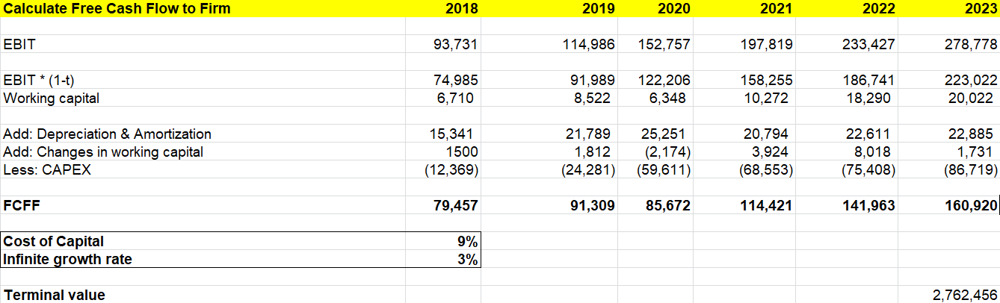 Calculate Free Cash Flow to Firm 2018 2019 2020 2021 2022 2023
EBIT 93,731 114,986 152,757 197,819 233,427 278,778
EBIT * (1-t) 74,985 91,989 122,206 158,255 186,741 223,022
Working capital 6,710 8,522 6,348 10,272 18,290 20,022
Add: Depreciation & Amortization 15,341 21,789 25,251 20,794 22,611 22,885
Add: Changes in working capital 1500 1,812 (2,174) 3,924 8,018 1,731
Less: CAPEX (12,369) (24,281) (59,611) (68,553) (75,408) (86,719)
FCFF 79,457 91,309 85,672 114,421 141,963 160,920
Cost of Capital 9%
Infinite growth rate 3%
Terminal value 2,762,456